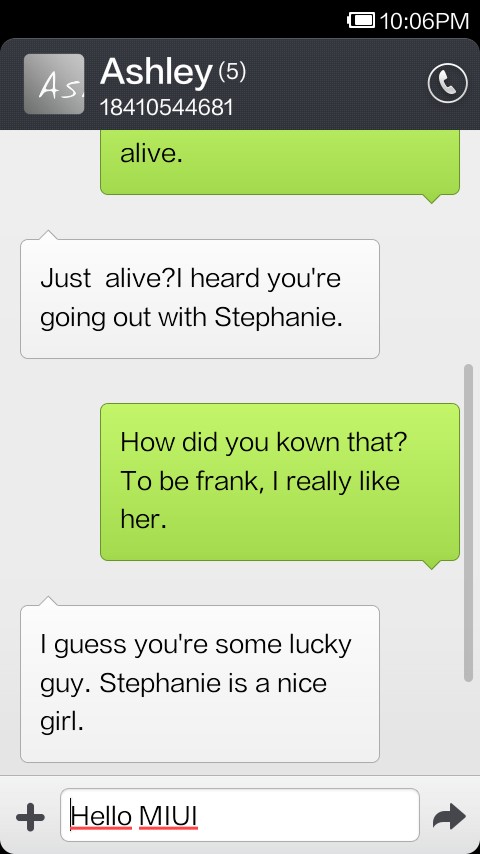 10:06PM
As
Ashley (5)
18410544681
alive.
Just  alive?I heard you're
going out with Stephanie.
How did you kown that?
To be frank, I really like
her.
I guess you're some lucky
guy. Stephanie is a nice
girl.
Hello MIUI